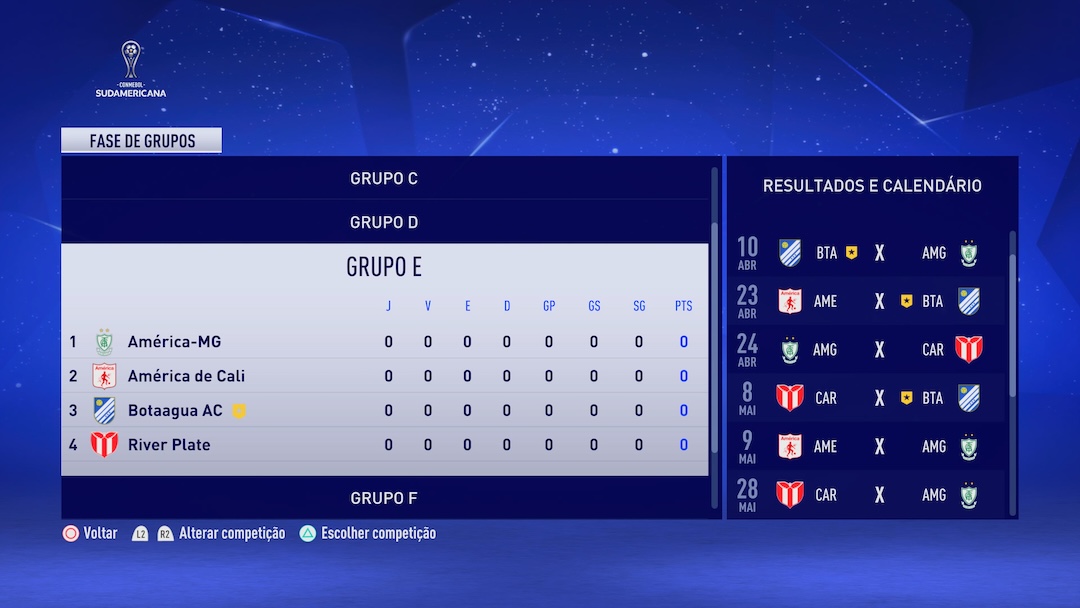 -CONMEBOL-
SUDAMERICANA
FASE DE GRUPOS
GRUPO C
GRUPO D
GRUPO E
J V E D GP GS SG PTS
1 América-MG 0 0 0 0 0 0 0 0
2 América de Cali 0 0 0 0 0 0 0 0
3 Botaagua AC 0 0 0 0 0 0 0 0
4 River Plate 0 0 0 0 0 0 0 0
GRUPO F
RESULTADOS E CALENDÁRIO
10 ABR BTA X AMG
23 ABR AME X BTA
24 ABR AMG X CAR
8 MAI CAR X BTA
9 MAI AME X AMG
28 MAI CAR X AMG
Voltar L2 R2 Alterar competição Escolher competição